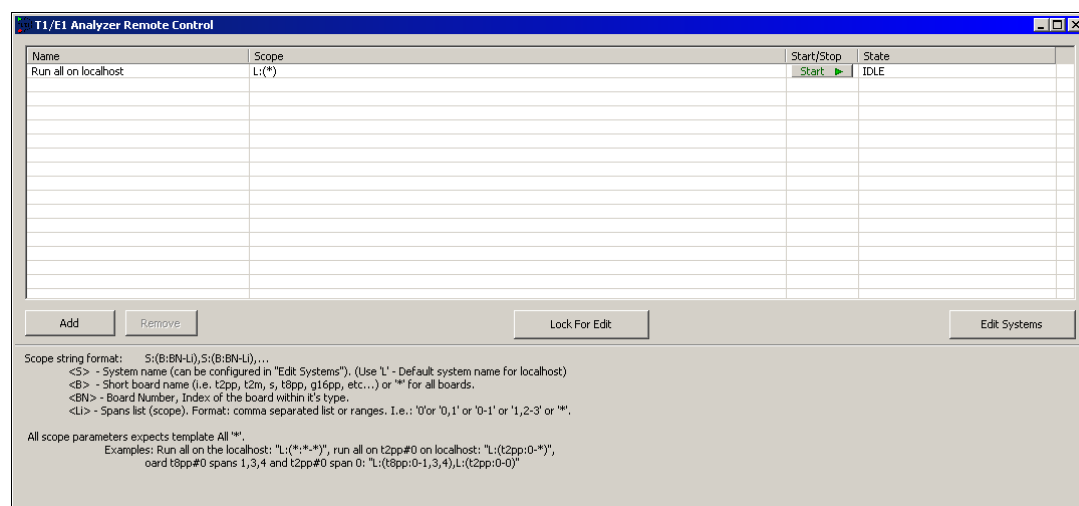 T1/E1 Analyzer Remote Control
Name Scope Start/Stop State
Run all on localhost L:(*) Start IDLE
Add Remove Lock For Edit Edit Systems
Scope string format: S:(B:BN-Li),S:(B:BN-Li),...
<S> - System name (can be configured in "Edit Systems"). (Use 'L' - Default system name for localhost)
<B> - Short board name (i.e. t2pp, t2m, s, t8pp, g16pp, etc...) or '*' for all boards.
<BN> - Board Number, Index of the board within it's type.
<Li> - Spans list (scope). Format: comma separated list or ranges. I.e.: '0'or '0,1' or '0-1' or '1,2-3' or '*'.
All scope parameters expects template All '*'.
Examples: Run all on the localhost: "L:(*:*-*)", run all on t2pp#0 on localhost: "L:(t2pp:0-*)",
oard t8pp#0 spans 1,3,4 and t2pp#0 span 0: "L:(t8pp:0-1,3,4),L:(t2pp:0-0)"